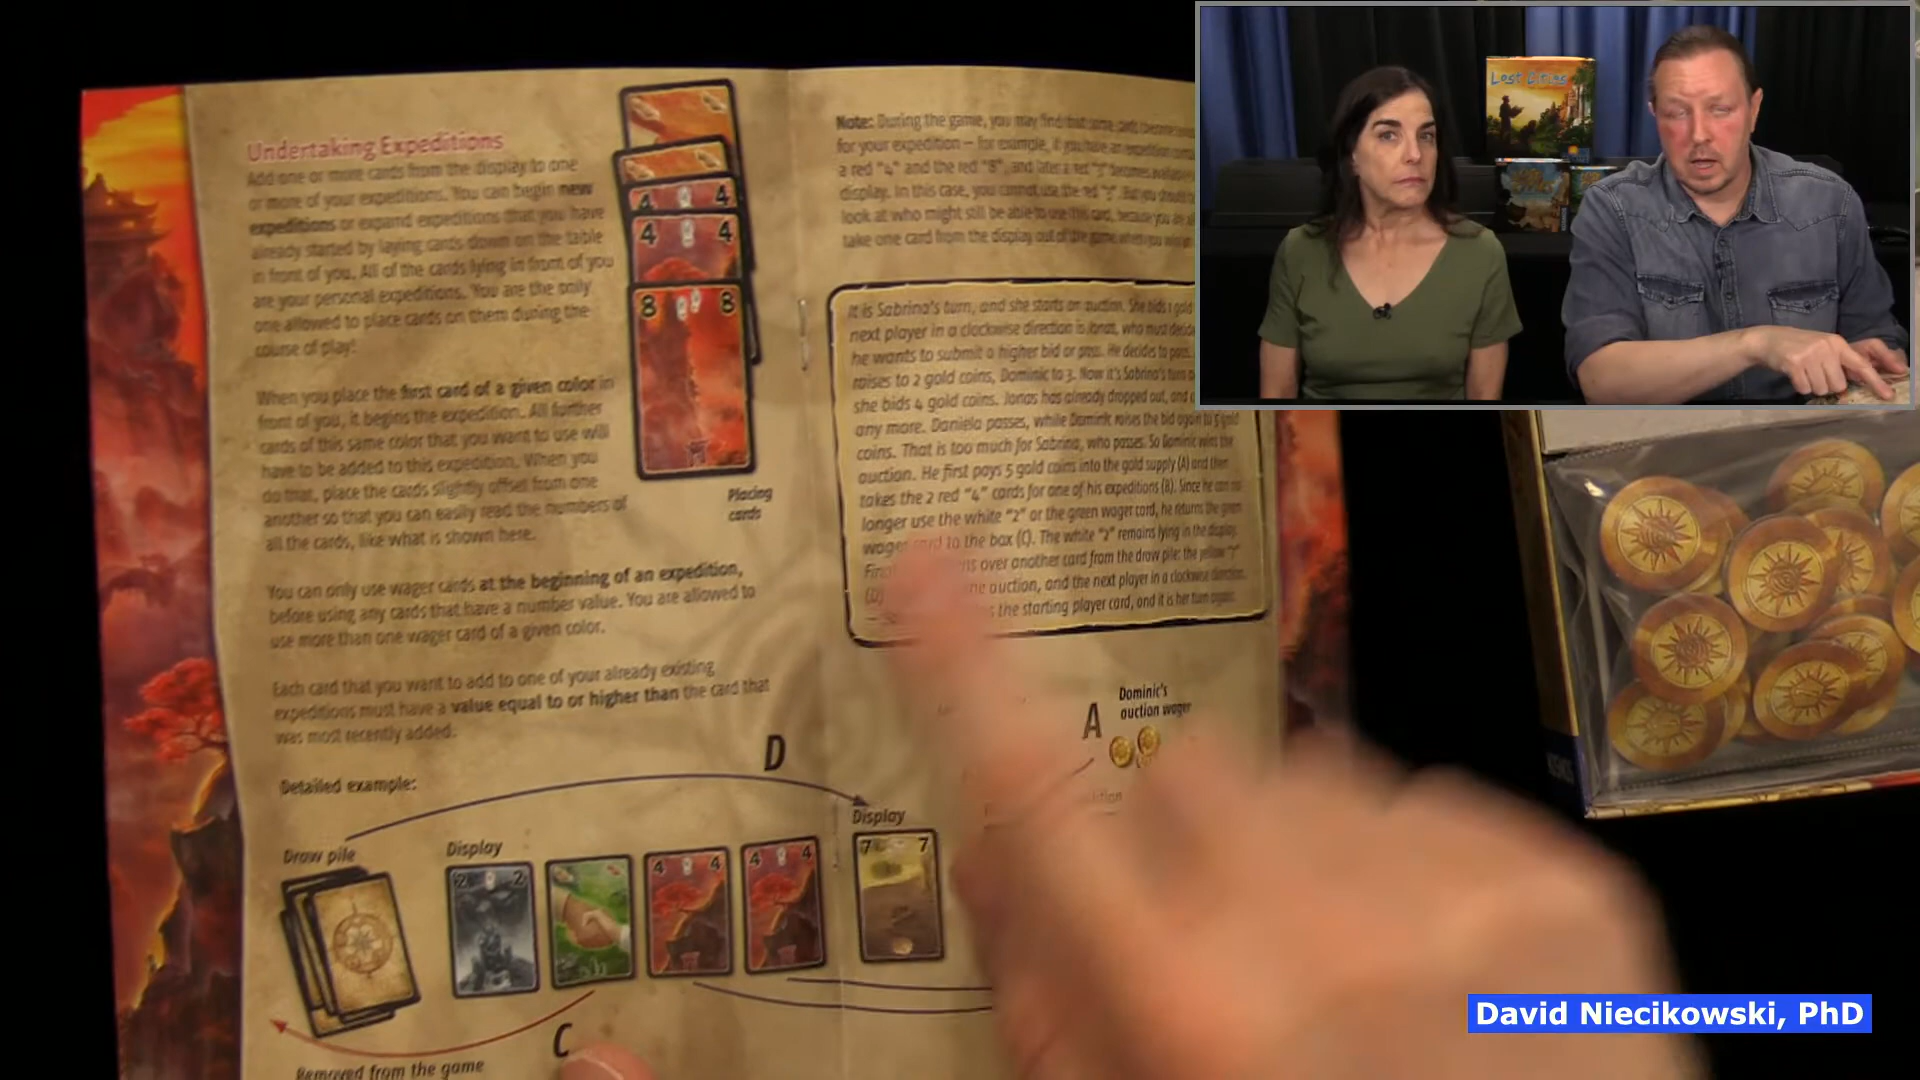 Undertaking Expeditions
Add one or more cards from the display to one
or more of your expeditions. You can begin new
expeditions or expand expeditions that you have
already started by laying cards down on the table
in front of you. All of the cards lying in front of you
are your personal expeditions. You are the only
one allowed to place cards on them during the
course of play!
When you place the first card of a given color in
front of you, it begins the expedition. All further
cards of this same color that you want to use will
have to be added to this expedition. When you
do that, place the cards slightly offset from one
another so that you can easily read the numbers of
all the cards, like what is shown here.
You can only use wager cards at the beginning of an expedition,
before using any cards that have a number value. You are allowed to
use more than one wager card of a given color.
Each card that you want to add to one of your already existing
expeditions must have a value equal to or higher than the card that
was most recently added.
Detailed example:
4 4
4 4
8 8
Placing
cards
Note: During the game, you may find that some cards
for your expedition – for example, if you have an expedition
a red "4" and the red "8", and later a red
display. In this case, you cannot use the red But you should
look at who might still be able to use this card, because you
take one card from the display out of the game when you
It is Sabrina's turn, and she starts an auction. She bids 1 gold
next player in a clockwise direction is Jonas, who must decide
he wants to submit a higher bid or pass. He decides to pass.
raises to 2 gold coins, Dominic to 3. Now it's Sabrina's turn
she bids 4 gold coins. Jonas has already dropped out, and
any more. Daniela passes, while Dominik raises the bid again to 5 gold
coins. That is too much for Sabrina, who passes. So Dominic wins the
auction. He first pays 5 gold coins into the gold supply (A) and then
takes the 2 red "4" cards for one of his expeditions (B). Since he can no
longer use the white "2" or the green wager card, he returns the green
wager card to the box (C). The white "2" remains lying in the display.
over another card from the draw pile: the yellow "7"
(D) auction, and the next player in a clockwise direction
the starting player card, and it is her turn again.
Dominic's
auction wager
A
D
Draw pile
Display
2 2
4 4
4 4
Display
7 7
C
Removed from the game
Lost Cities
KOSMOS
David Niecikowski, PhD